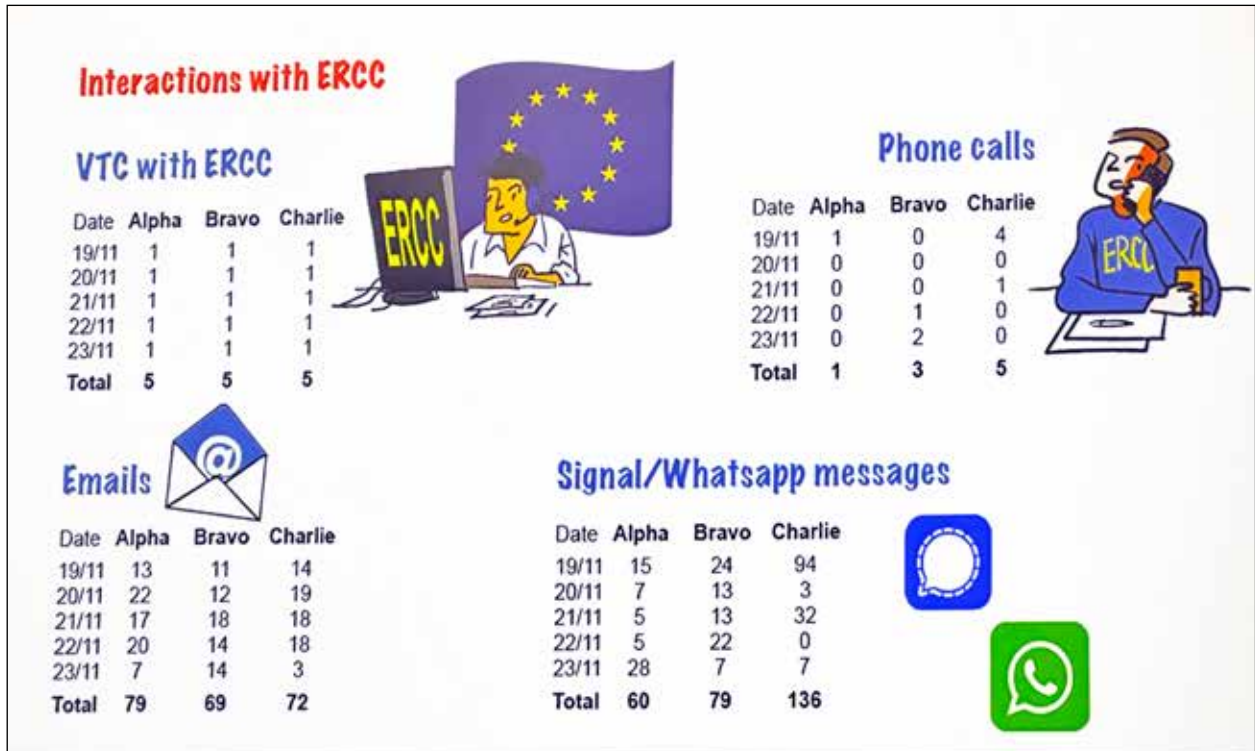 Interactions with ERCC
VTC with ERCC
Date Alpha Bravo Charlie
19/11 1 1 1
20/11 1 1 1
21/11 1 1 1
22/11 1 1 1
23/11 1 1 1
Total 5 5 5
ERCC
Phone calls
Date Alpha Bravo Charlie
19/11 1 0 4
20/11 0 0 0
21/11 0 0 1
22/11 0 1 0
23/11 0 2 0
Total 1 3 5
ERCC
Emails
@
Date Alpha Bravo Charlie
19/11 13 11 14
20/11 22 12 19
21/11 17 18 18
22/11 20 14 18
23/11 7 14 3
Total 79 69 72
Signal/Whatsapp messages
Date Alpha Bravo Charlie
19/11 15 24 94
20/11 7 13 3
21/11 5 13 32
22/11 5 22 0
23/11 28 7 7
Total 60 79 136